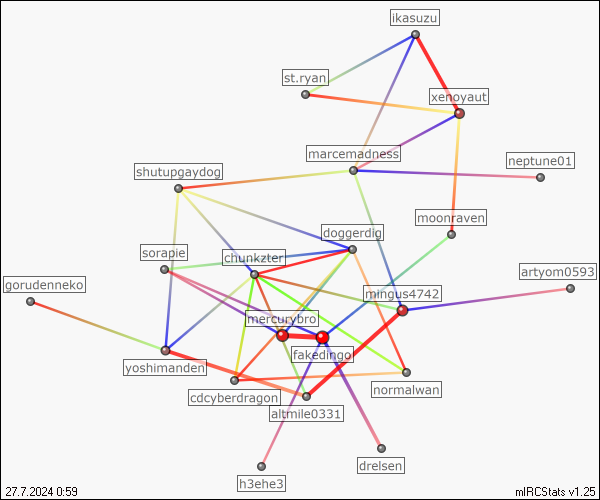 ikasuzu
st.ryan
xenoyaut
marcemadness
neptune01
shutupgaydog
moonraven
doggerdig
sorapie
chunkzter
artyom0593
gorudenneko
mingus4742
mercurybro
fakedingo
yoshimanden
normalwan
cdcyberdragon
altmile0331
drelsen
h3ehe3
27.7.2024 0:59
mIRCStats v1.25